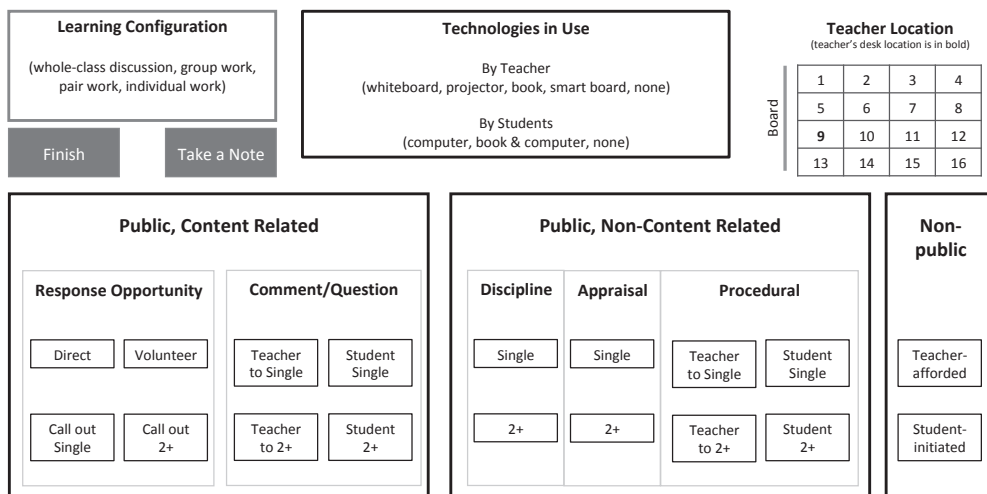 Learning Configuration
(whole-class discussion, group work,
pair work, individual work)
Finish
Take a Note
Technologies in Use
By Teacher
(whiteboard, projector, book, smart board, none)
By Students
(computer, book & computer, none)
Teacher Location
(teacher's desk location is in bold)
Board
1 2 3 4
5 6 7 8
9 10 11 12
13 14 15 16
Public, Content Related
Response Opportunity
Direct
Volunteer
Call out
Single
Call out
2+
Comment/Question
Teacher
to Single
Student
Single
Teacher
to 2+
Student
2+
Public, Non-Content Related
Discipline
Single
2+
Appraisal
Single
2+
Procedural
Teacher
to Single
Student
Single
Teacher
to 2+
Student
2+
Non-
public
Teacher-
afforded
Student-
initiated